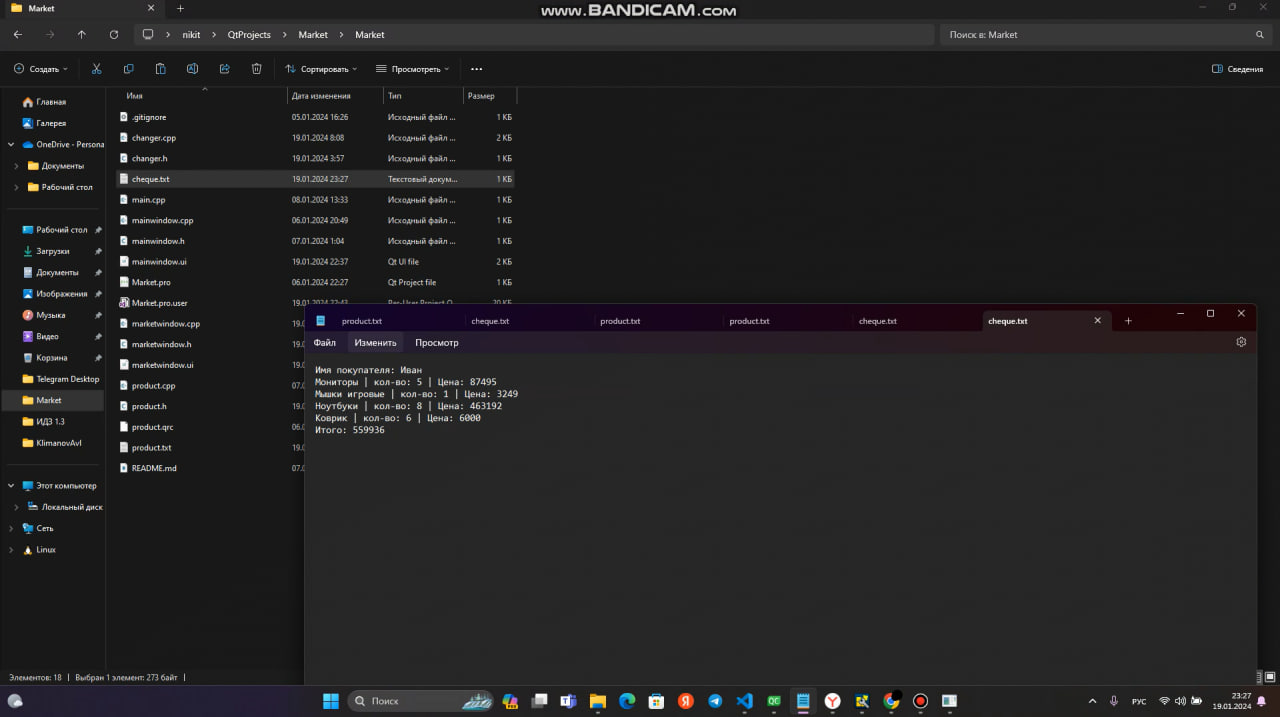 www.BANDICAM.com
Market
nikit
QtProjects
Market
Market
Поиск в: Market
Создать
Сортировать
Просмотреть
Сведения
Имя
Дата изменения
Тип
Размер
Главная
Галерея
OneDrive - Persona
Документы
Рабочий стол
Рабочий стол
Загрузки
Документы
Изображения
Музыка
Видео
Корзина
Telegram Desktop
Market
ИДЗ 1.3
KlimanovAvl
Этот компьютер
Локальный диск
Сеть
Linux
.gitignore 05.01.2024 16:26 Исходный файл ... 1 КБ
changer.cpp 19.01.2024 8:08 Исходный файл ... 2 КБ
changer.h 19.01.2024 3:57 Исходный файл ... 1 КБ
cheque.txt 19.01.2024 23:27 Текстовый докум... 1 КБ
main.cpp 08.01.2024 13:33 Исходный файл ... 1 КБ
mainwindow.cpp 06.01.2024 20:49 Исходный файл ... 1 КБ
mainwindow.h 07.01.2024 1:04 Исходный файл ... 1 КБ
mainwindow.ui 19.01.2024 22:37 Qt UI file 2 КБ
Market.pro 06.01.2024 22:27 Qt Project file 1 КБ
Market.pro.user 19.01.2024 22:43 Per-User Project O... 20 КБ
marketwindow.cpp 19.0
marketwindow.h 19.0
marketwindow.ui 19.0
product.cpp 19.0
product.h 19.0
product.qrc 06.0
product.txt 19.0
README.md 07.0
product.txt
cheque.txt
product.txt
product.txt
cheque.txt
cheque.txt
Файл
Изменить
Просмотр
Имя покупателя: Иван
Мониторы | кол-во: 5 | Цена: 87495
Мышки игровые | кол-во: 1 | Цена: 3249
Ноутбуки | кол-во: 8 | Цена: 463192
Коврик | кол-во: 6 | Цена: 6000
Итого: 559936
Элементов: 18 | Выбран 1 элемент: 273 байт |
Поиск
РУС
23:27
19.01.2024